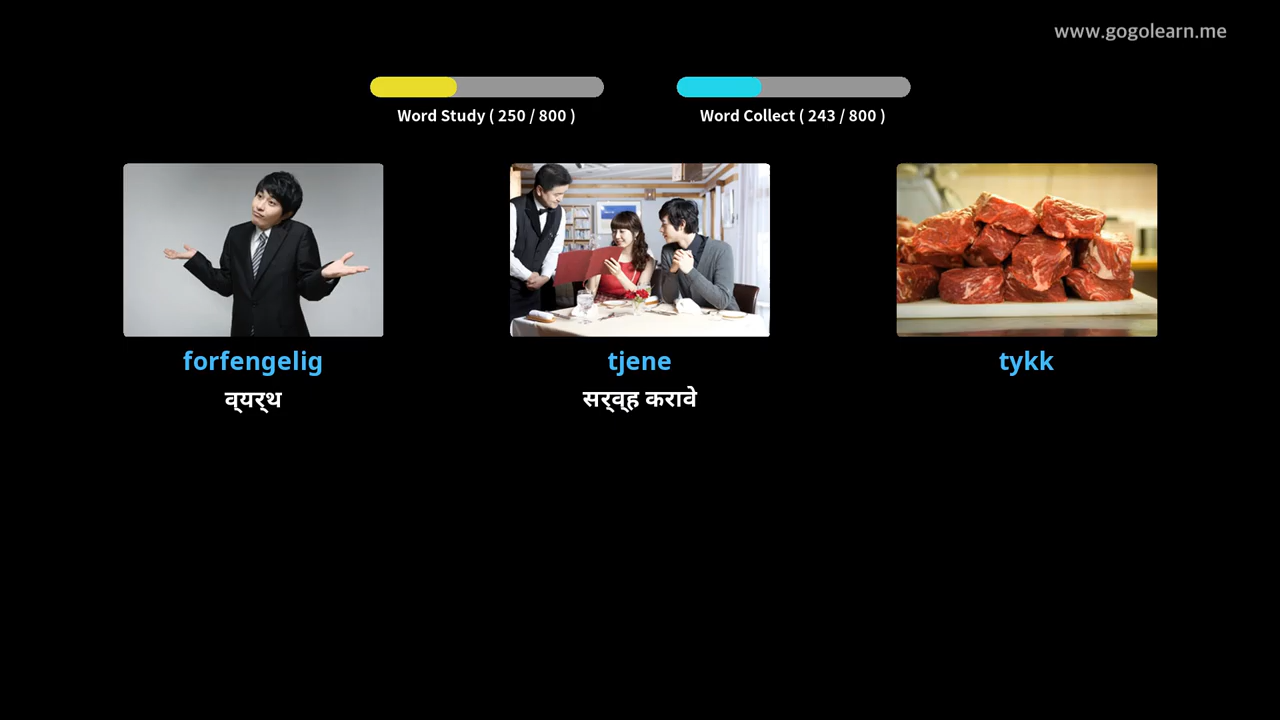 www.gogolearn.me
Word Study ( 250 / 800 )
Word Collect ( 243 / 800 )
forfengelig
tjene
tykk
व्‌यर्‌थ
सर्‌व्‌ह करावे